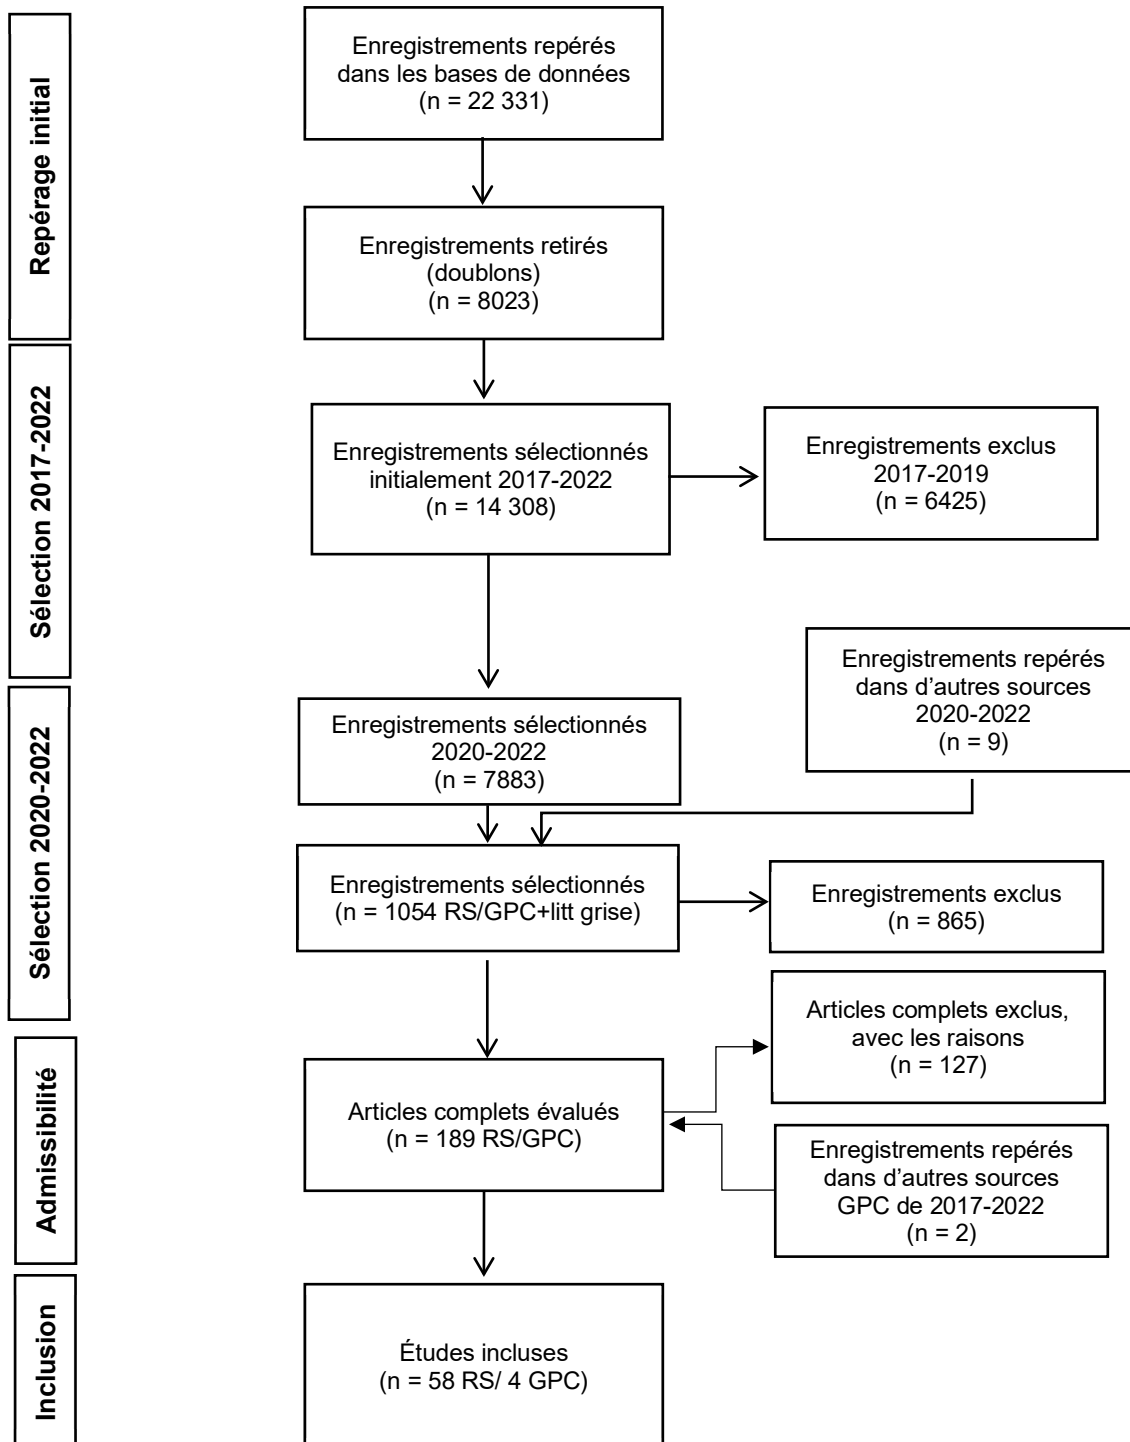 Repérage initial
Enregistrements repérés
dans les bases de données
(n = 22 331)
Enregistrements retirés
(doublons)
(n = 8023)
Sélection 2017-2022
Enregistrements sélectionnés
initialement 2017-2022
(n = 14 308)
Enregistrements exclus
2017-2019
(n = 6425)
Sélection 2020-2022
Enregistrements repérés
dans d’autres sources
2020-2022
(n = 9)
Enregistrements sélectionnés
2020-2022
(n = 7883)
Enregistrements sélectionnés
(n = 1054 RS/GPC+litt grise)
Enregistrements exclus
(n = 865)
Admissibilité
Articles complets exclus,
avec les raisons
(n = 127)
Articles complets évalués
(n = 189 RS/GPC)
Enregistrements repérés
dans d’autres sources
GPC de 2017-2022
(n = 2)
Inclusion
Études incluses
(n = 58 RS/ 4 GPC)